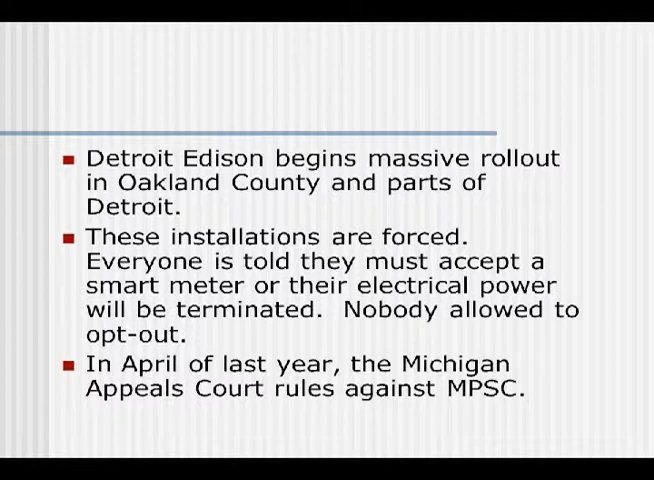 Detroit Edison begins massive rollout
in Oakland County and parts of
Detroit.
These installations are forced.
Everyone is told they must accept a
smart meter or their electrical power
will be terminated.  Nobody allowed to
opt-out.
In April of last year, the Michigan
Appeals Court rules against MPSC.